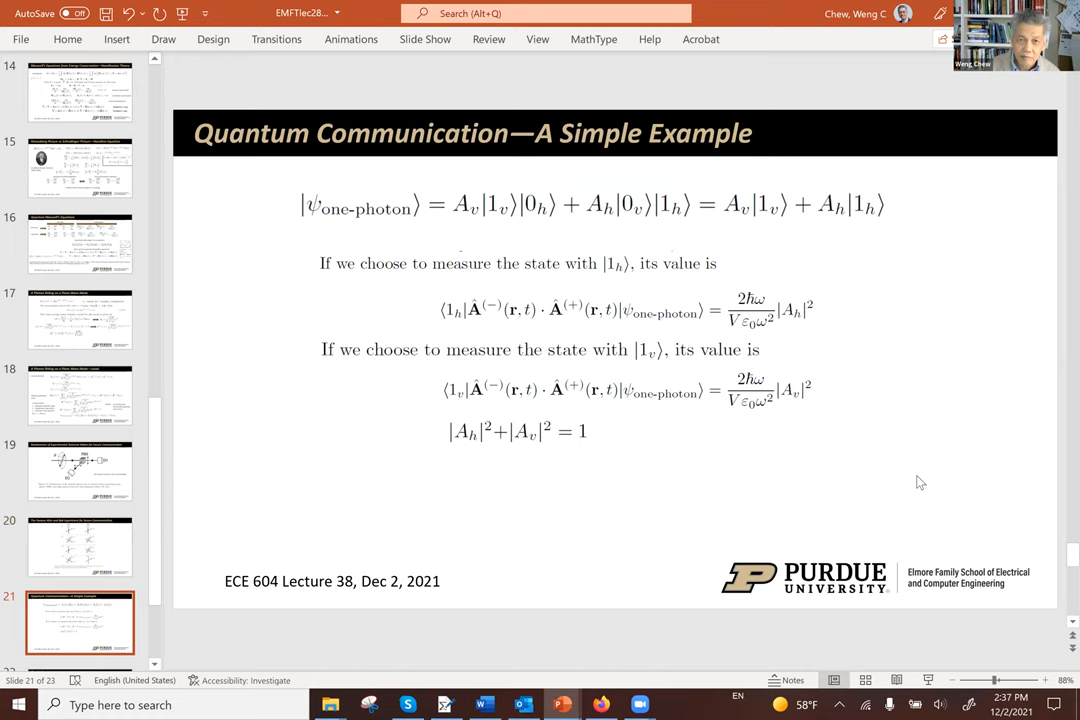 AutoSave Off EMFTlec28... Search (Alt+Q) Chew, Weng C
File Home Insert Draw Design Transitions Animations Slide Show Review View MathType Help Acrobat
Weng Chew
14
15
16
17
18
19
20
21
Quantum Communication—A Simple Example
|ψone-photon⟩ = Av|1v⟩|0h⟩ + Ah|0v⟩|1h⟩ = Av|1v⟩ + Ah|1h⟩
If we choose to measure the state with |1h⟩, its value is
⟨1h|Â(−)(r, t) · Â(+)(r, t)|ψone-photon⟩ = 2ℏω/Vε0ω² |Ah|²
If we choose to measure the state with |1v⟩, its value is
⟨1v|Â(−)(r, t) · Â(+)(r, t)|ψone-photon⟩ = 2ℏω/Vε0ω² |Av|²
|Ah|²+|Av|² = 1
ECE 604 Lecture 38, Dec 2, 2021
PURDUE UNIVERSITY
Elmore Family School of Electrical
and Computer Engineering
Slide 21 of 23 English (United States) Accessibility: Investigate Notes 88%
Type here to search 58°F EN 2:37 PM
12/2/2021